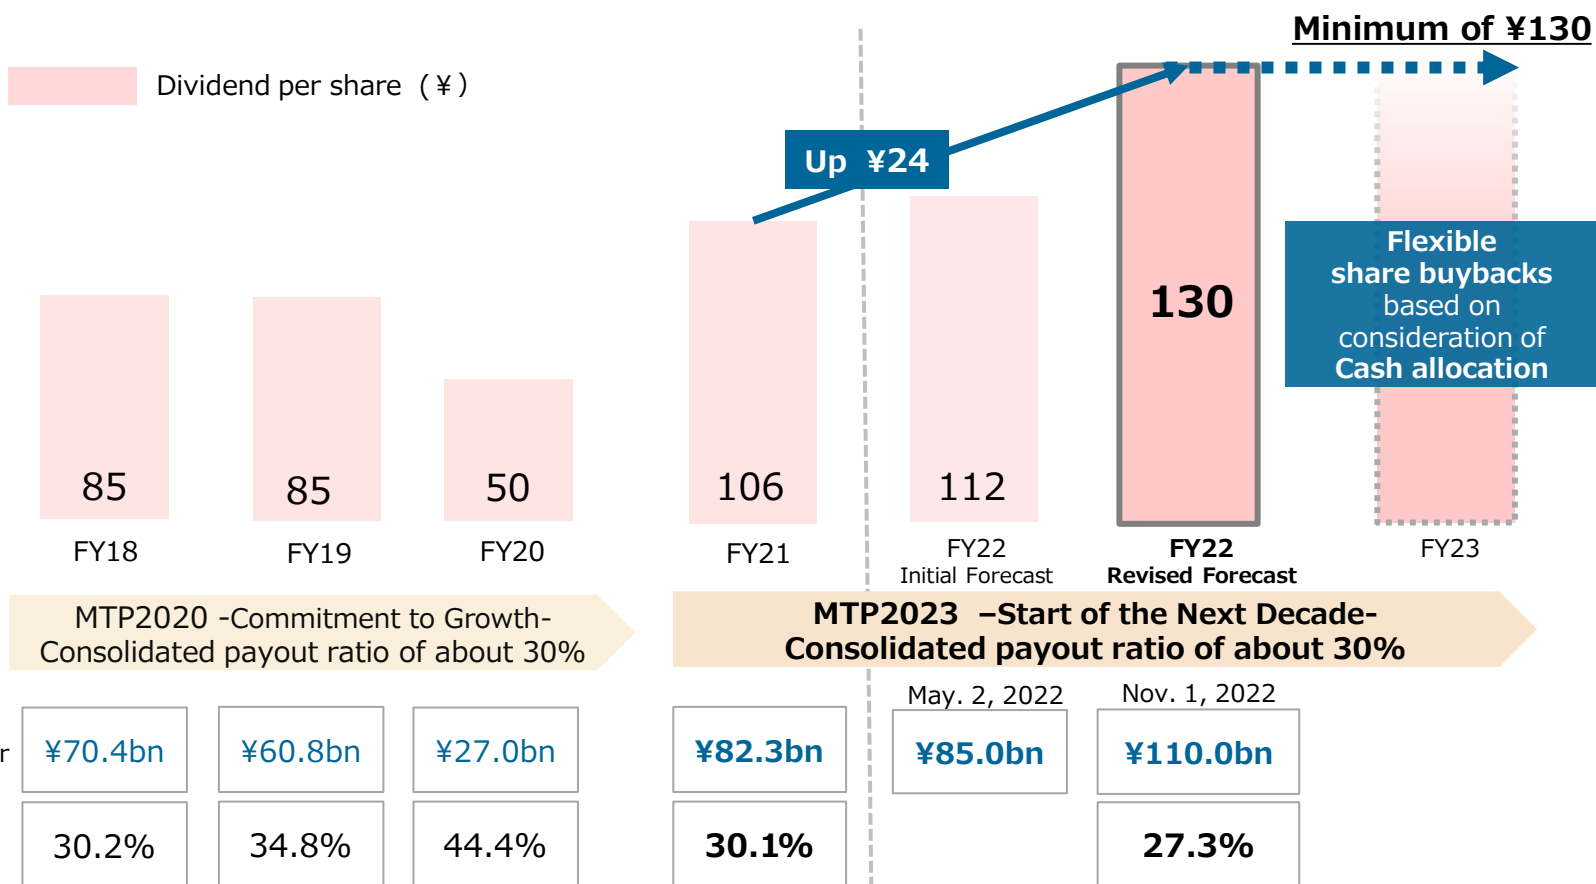 Minimum of ¥130
Dividend per share (¥)
Up ¥24
Flexible
share buybacks
based on
consideration of
Cash allocation
85
85
50
106
112
130
FY18
FY19
FY20
FY21
FY22
Initial Forecast
FY22
Revised Forecast
FY23
MTP2020 -Commitment to Growth-
Consolidated payout ratio of about 30%
MTP2023 –Start of the Next Decade-
Consolidated payout ratio of about 30%
May. 2, 2022
Nov. 1, 2022
r
¥70.4bn
¥60.8bn
¥27.0bn
¥82.3bn
¥85.0bn
¥110.0bn
30.2%
34.8%
44.4%
30.1%
27.3%